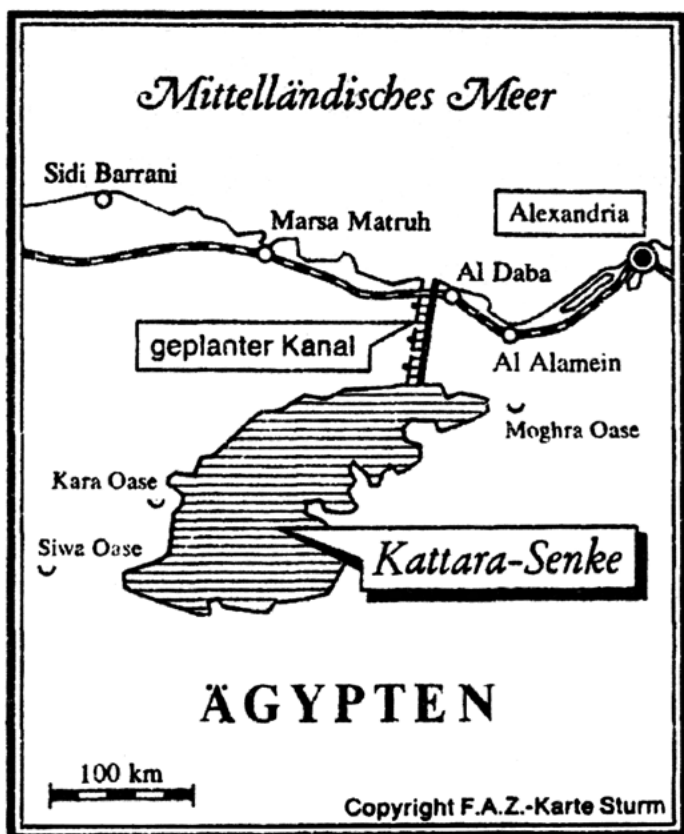 Mittelländisches Meer
Sidi Barrani
Marsa Matruh
Alexandria
Al Daba
geplanter Kanal
Al Alamein
Moghra Oase
Kara Oase
Siwa Oase
Kattara-Senke
ÄGYPTEN
100 km
Copyright F.A.Z.-Karte Sturm